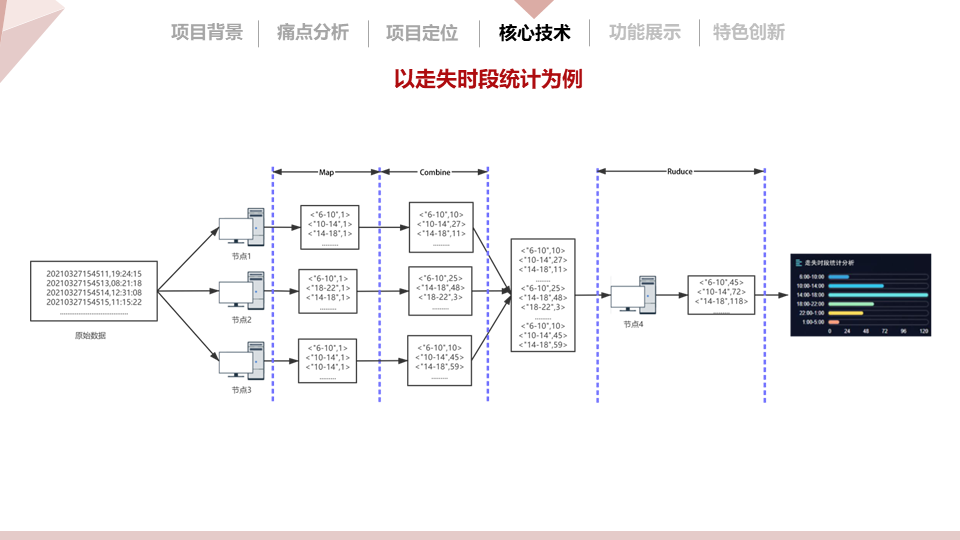 项目背景
痛点分析
项目定位
核心技术
功能展示
特色创新
以走失时段统计为例
Map
Combine
Ruduce
20210327154511,19:24:15
20210327154513,08:21:18
20210327154514,12:31:08
20210327154515,11:15:22
......................................
原始数据
节点1
节点2
节点3
<"6-10",1>
<"10-14",1>
<"14-18",1>
.........
<"6-10",1>
<"18-22",1>
<"14-18",1>
.........
<"6-10",1>
<"10-14",1>
<"10-14",1>
.........
<"6-10",10>
<"10-14",27>
<"14-18",11>
.........
<"6-10",25>
<"14-18",48>
<"18-22",3>
.........
<"6-10",10>
<"10-14",45>
<"14-18",59>
.........
<"6-10",10>
<"10-14",27>
<"14-18",11>
.........
<"6-10",25>
<"14-18",48>
<"18-22",3>
.........
<"6-10",10>
<"10-14",45>
<"14-18",59>
节点4
<"6-10",45>
<"10-14",72>
<"14-18",118>
.........
走失时段统计分析
6:00-10:00
10:00-14:00
14:00-18:00
18:00-22:00
22:00-1:00
1:00-5:00
0 24 48 72 96 120